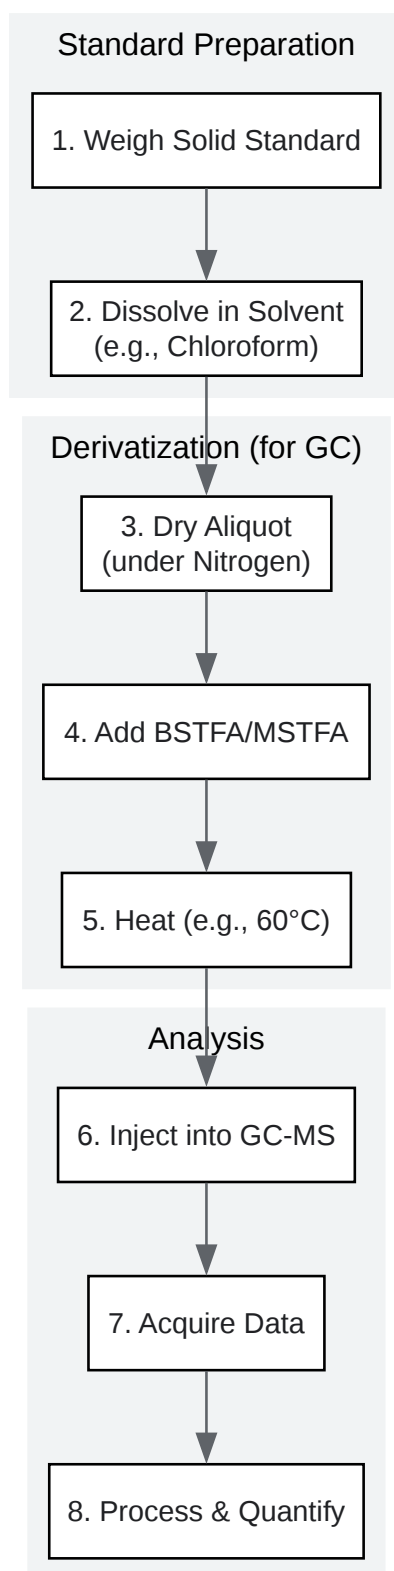 Standard Preparation
1. Weigh Solid Standard
2. Dissolve in Solvent
(e.g., Chloroform)
Derivatization (for GC)
3. Dry Aliquot
(under Nitrogen)
4. Add BSTFA/MSTFA
5. Heat (e.g., 60°C)
Analysis
6. Inject into GC-MS
7. Acquire Data
8. Process & Quantify